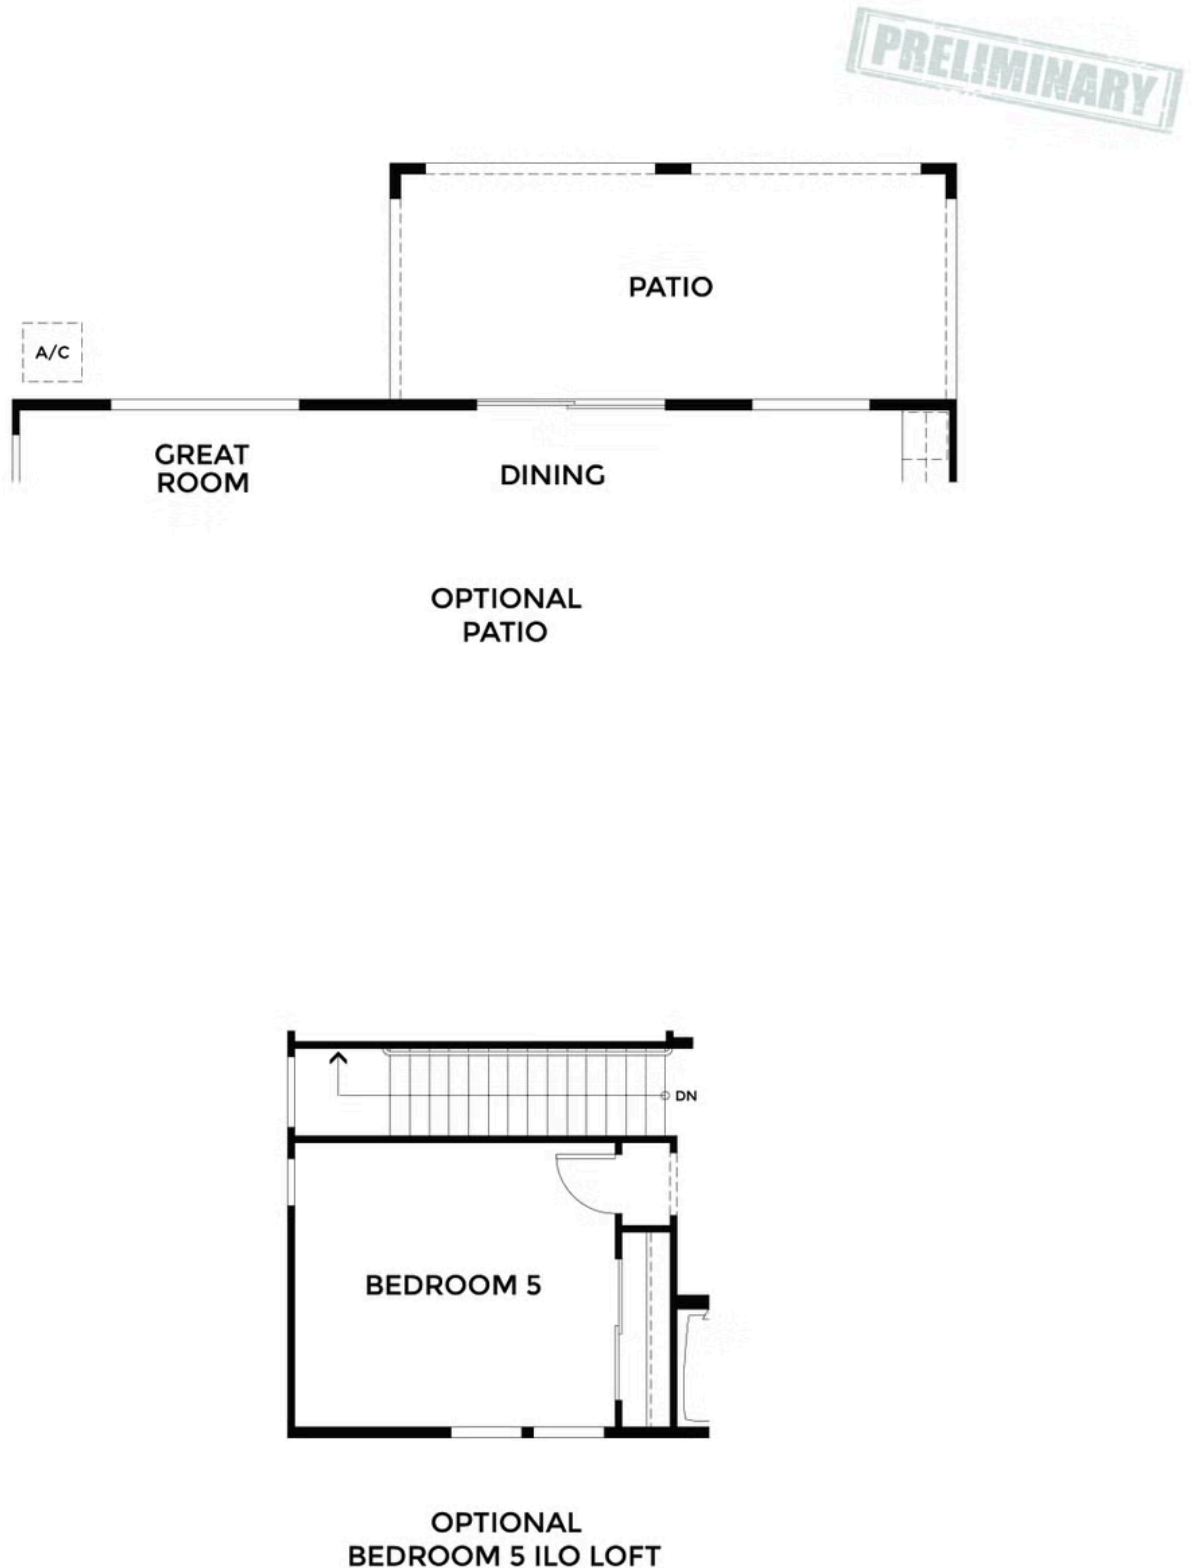 PRELIMINARY
PATIO
A/C
GREAT
ROOM
DINING
OPTIONAL
PATIO
DN
BEDROOM 5
OPTIONAL
BEDROOM 5 ILO LOFT